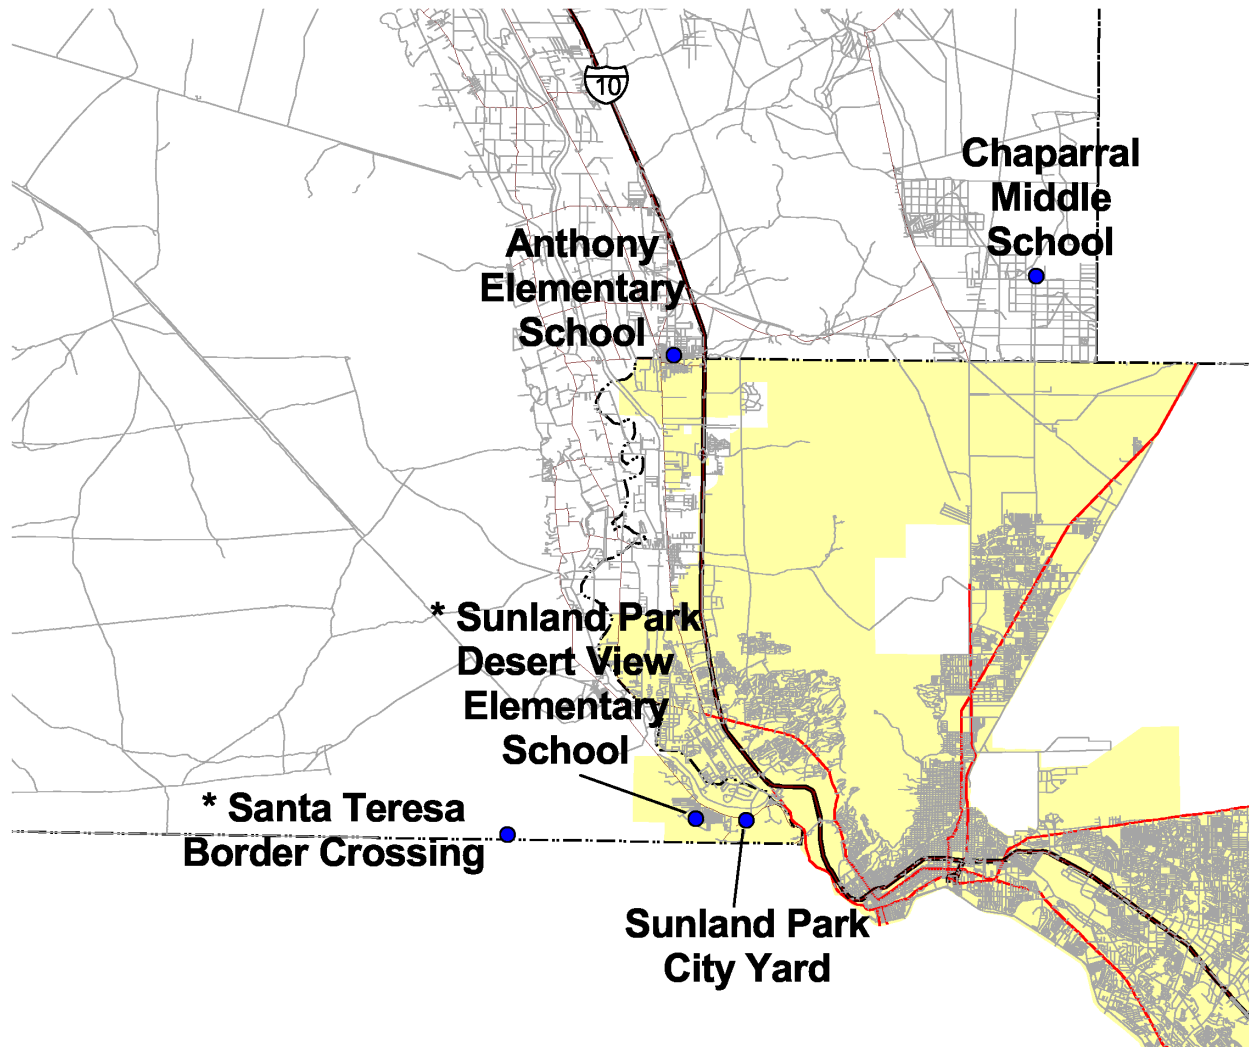 10
Chaparral
Middle
School
Anthony
Elementary
School
* Sunland Park
Desert View
Elementary
School
* Santa Teresa
Border Crossing
Sunland Park
City Yard